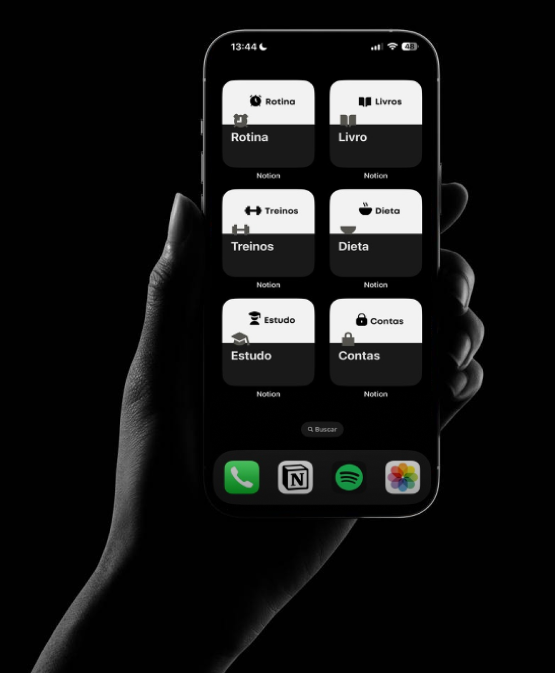 13:44
48
Rotina
Livros
Rotina
Livro
Notion
Notion
Treinos
Dieta
Treinos
Dieta
Notion
Notion
Estudo
Contas
Estudo
Contas
Notion
Notion
Buscar
N